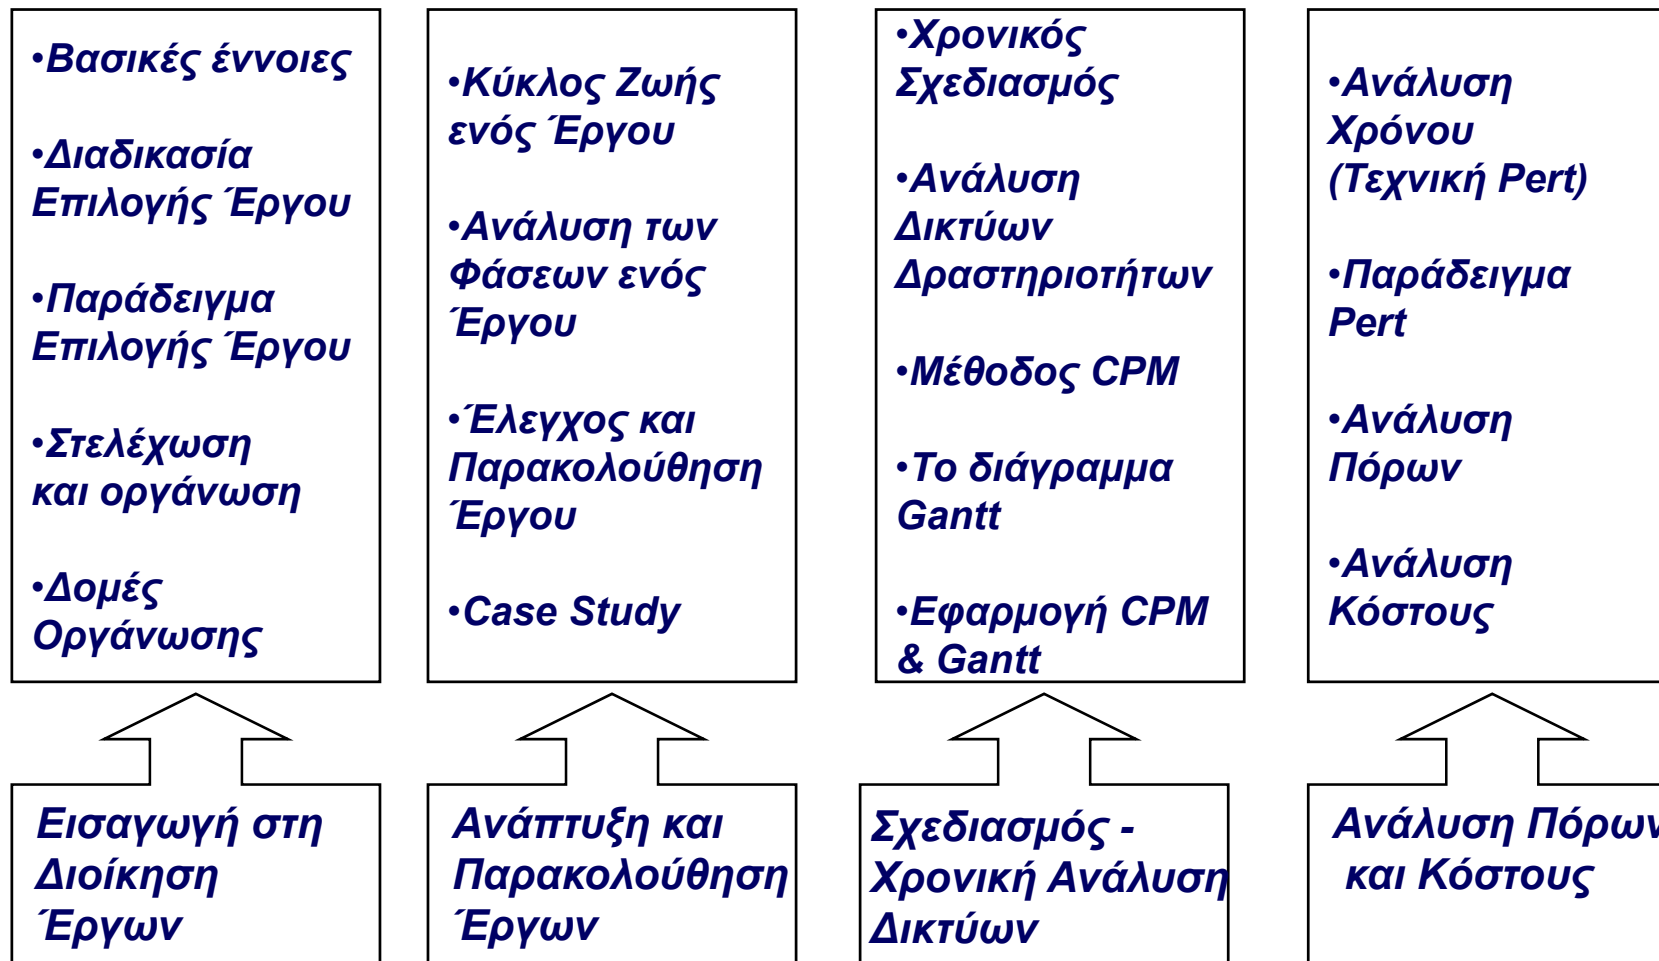 •Βασικές έννοιες
•Διαδικασία
Επιλογής Έργου
•Παράδειγμα
Επιλογής Έργου
•Στελέχωση
και οργάνωση
•Δομές
Οργάνωσης
•Κύκλος Ζωής
ενός Έργου
•Ανάλυση των
Φάσεων ενός
Έργου
•Έλεγχος και
Παρακολούθηση
Έργου
•Case Study
•Χρονικός
Σχεδιασμός
•Ανάλυση
Δικτύων
Δραστηριοτήτων
•Μέθοδος CPM
•Το διάγραμμα
Gantt
•Εφαρμογή CPM
& Gantt
•Ανάλυση
Χρόνου
(Τεχνική Pert)
•Παράδειγμα
Pert
•Ανάλυση
Πόρων
•Ανάλυση
Κόστους
Εισαγωγή στη
Διοίκηση
Έργων
Ανάπτυξη και
Παρακολούθηση
Έργων
Σχεδιασμός -
Χρονική Ανάλυση
Δικτύων
Ανάλυση Πόρων
και Κόστους